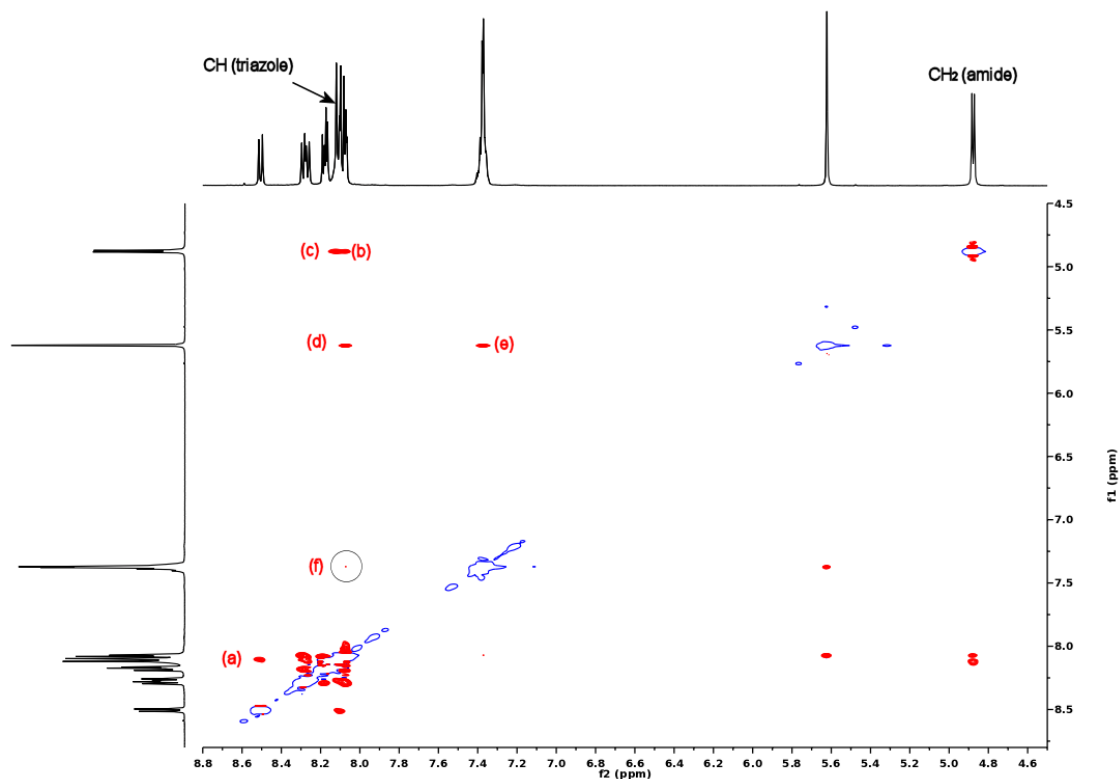 CH (triazole)
CH₂ (amide)
(c)
(b)
(d)
(e)
(f)
(a)
4.5
5.0
5.5
6.0
6.5
7.0
7.5
8.0
8.5
f1 (ppm)
8.8 8.6 8.4 8.2 8.0 7.8 7.6 7.4 7.2 7.0 6.8 6.6 6.4 6.2 6.0 5.8 5.6 5.4 5.2 5.0 4.8 4.6
f2 (ppm)